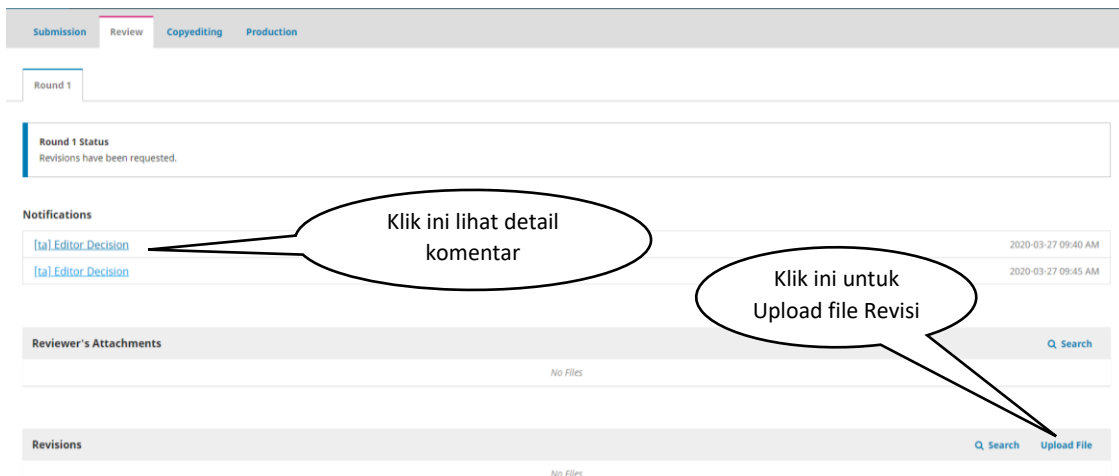 Submission Review Copyediting Production
Round 1
Round 1 Status
Revisions have been requested.
Notifications
Klik ini lihat detail
komentar
[ta] Editor Decision 2020-03-27 09:40 AM
[ta] Editor Decision 2020-03-27 09:45 AM
Klik ini untuk
Upload file Revisi
Reviewer's Attachments Search
No Files
Revisions Search Upload File
No Files